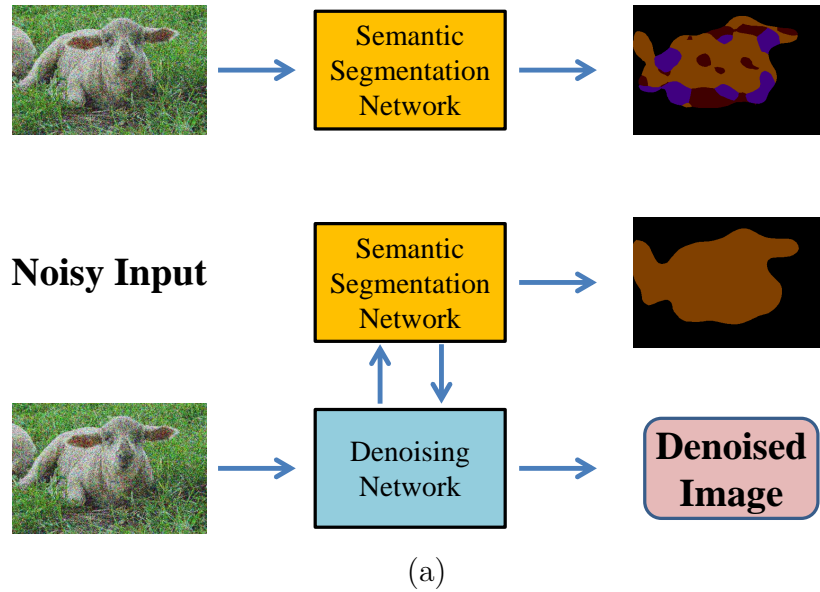 Semantic
Segmentation
Network
Noisy Input
Semantic
Segmentation
Network
Denoising
Network
Denoised
Image
(a)